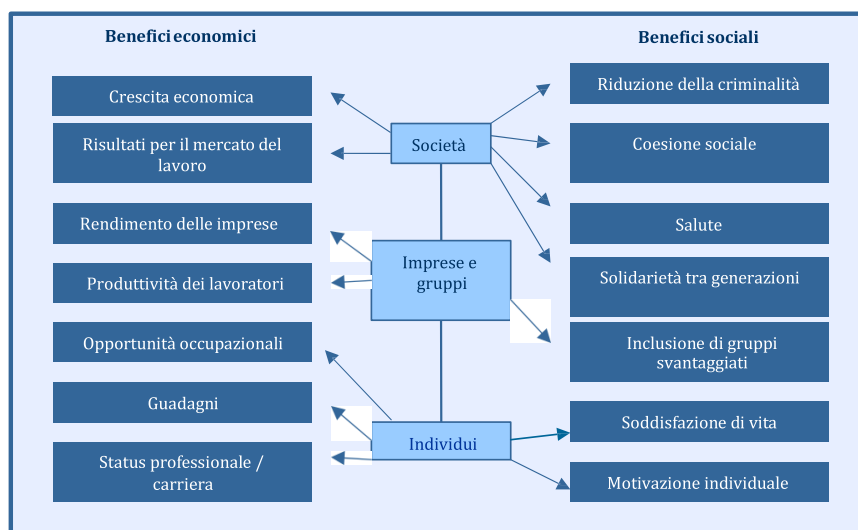 Benefici economici
Benefici sociali
Crescita economica
Risultati per il mercato del
lavoro
Rendimento delle imprese
Produttività dei lavoratori
Opportunità occupazionali
Guadagni
Status professionale /
carriera
Società
Imprese e
gruppi
Individui
Riduzione della criminalità
Coesione sociale
Salute
Solidarietà tra generazioni
Inclusione di gruppi
svantaggiati
Soddisfazione di vita
Motivazione individuale